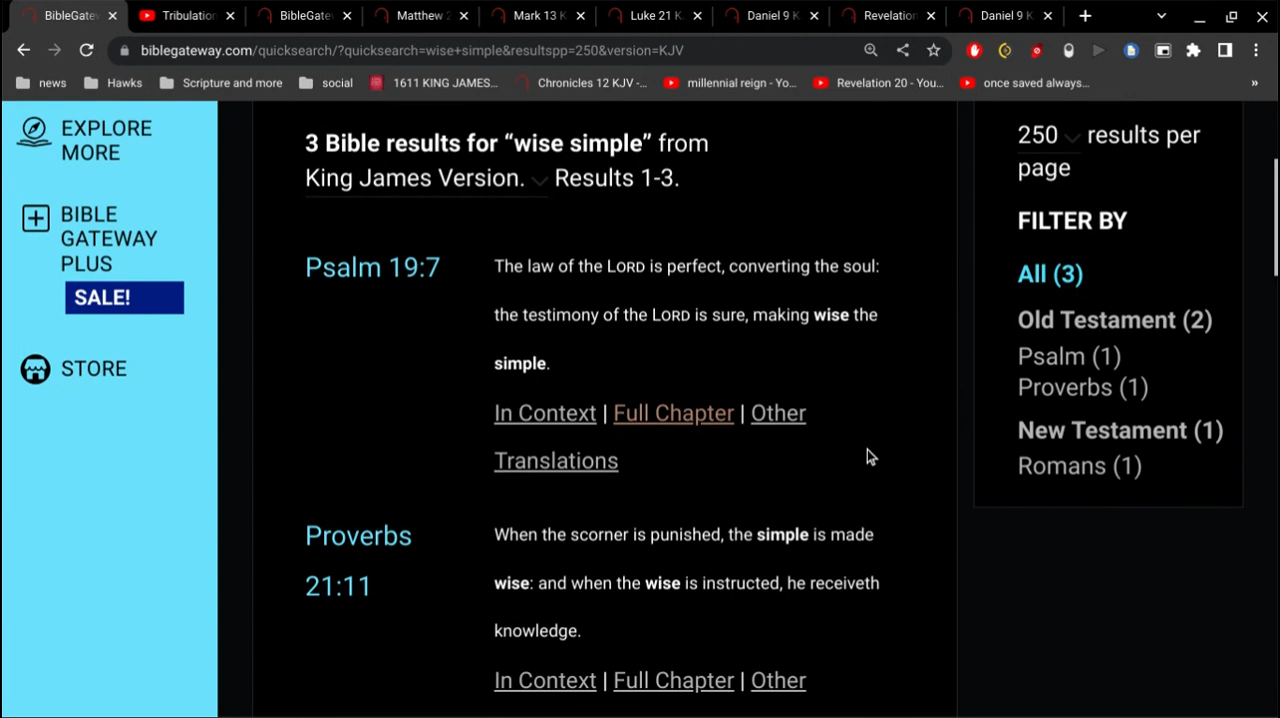 BibleGatew
Tribulation
BibleGatew
Matthew 2
Mark 13 K
Luke 21 K
Daniel 9 K
Revelation
Daniel 9 K
biblegateway.com/quicksearch/?quicksearch=wise+simple&resultspp=250&version=KJV
news
Hawks
Scripture and more
social
1611 KING JAMES...
Chronicles 12 KJV -...
millennial reign - Yo...
Revelation 20 - You...
once saved always...
»
EXPLORE
MORE
BIBLE
GATEWAY
PLUS
SALE!
STORE
3 Bible results for “wise simple” from
King James Version. Results 1-3.
Psalm 19:7
The law of the LORD is perfect, converting the soul:
the testimony of the LORD is sure, making wise the
simple.
In Context | Full Chapter | Other
Translations
Proverbs
21:11
When the scorner is punished, the simple is made
wise: and when the wise is instructed, he receiveth
knowledge.
In Context | Full Chapter | Other
250 results per
page
FILTER BY
All (3)
Old Testament (2)
Psalm (1)
Proverbs (1)
New Testament (1)
Romans (1)